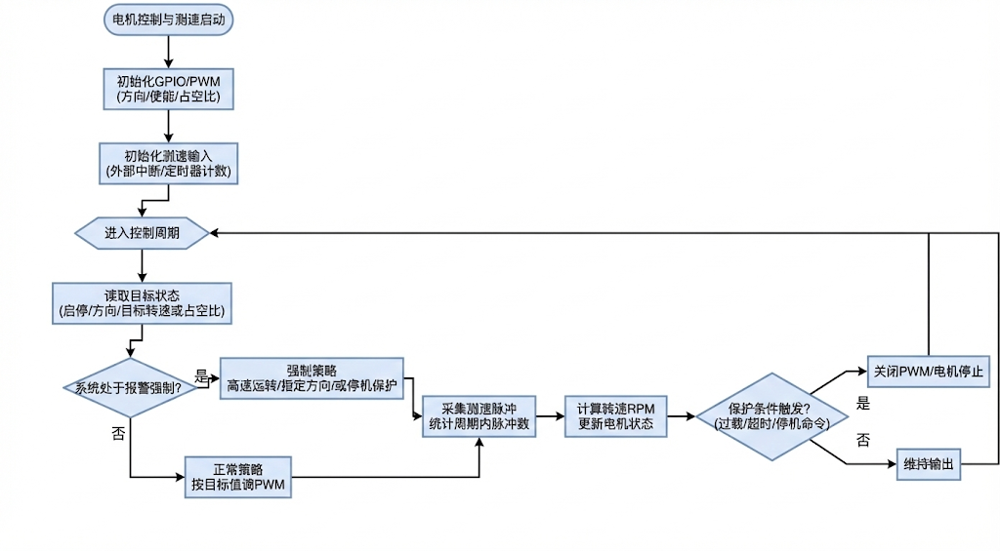 电机控制与测速启动
初始化GPIO/PWM
(方向/使能/占空比)
初始化测速输入
(外部中断/定时器计数)
进入控制周期
读取目标状态
(启停/方向/目标转速或占空比)
系统处于报警强制?
是
强制策略
高速运转/指定方向/或停机保护
否
正常策略
按目标值调PWM
采集测速脉冲
统计周期内脉冲数
计算转速RPM
更新电机状态
保护条件触发?
(过载/超时/停机命令)
是
关闭PWM/电机停止
否
维持输出